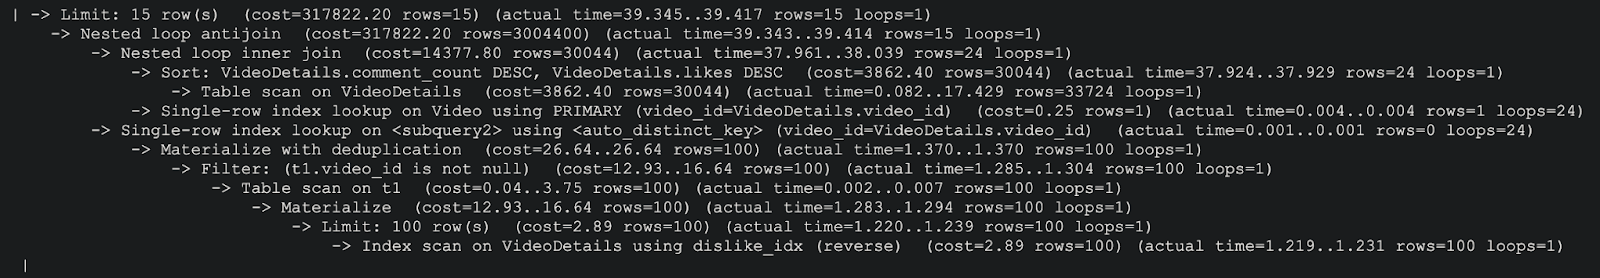 | -> Limit: 15 row(s)  (cost=317822.20 rows=15) (actual time=39.345..39.417 rows=15 loops=1)
-> Nested loop antijoin  (cost=317822.20 rows=3004400) (actual time=39.343..39.414 rows=15 loops=1)
-> Nested loop inner join  (cost=14377.80 rows=30044) (actual time=37.961..38.039 rows=24 loops=1)
-> Sort: VideoDetails.comment_count DESC, VideoDetails.likes DESC  (cost=3862.40 rows=30044) (actual time=37.924..37.929 rows=24 loops=1)
-> Table scan on VideoDetails  (cost=3862.40 rows=30044) (actual time=0.082..17.429 rows=33724 loops=1)
-> Single-row index lookup on Video using PRIMARY (video_id=VideoDetails.video_id)  (cost=0.25 rows=1) (actual time=0.004..0.004 rows=1 loops=24)
-> Single-row index lookup on <subquery2> using <auto_distinct_key> (video_id=VideoDetails.video_id)  (actual time=0.001..0.001 rows=0 loops=24)
-> Materialize with deduplication  (cost=26.64..26.64 rows=100) (actual time=1.370..1.370 rows=100 loops=1)
-> Filter: (t1.video_id is not null)  (cost=12.93..16.64 rows=100) (actual time=1.285..1.304 rows=100 loops=1)
-> Table scan on t1  (cost=0.04..3.75 rows=100) (actual time=0.002..0.007 rows=100 loops=1)
-> Materialize  (cost=12.93..16.64 rows=100) (actual time=1.283..1.294 rows=100 loops=1)
-> Limit: 100 row(s)  (cost=2.89 rows=100) (actual time=1.220..1.239 rows=100 loops=1)
-> Index scan on VideoDetails using dislike_idx (reverse)  (cost=2.89 rows=100) (actual time=1.219..1.231 rows=100 loops=1)
|